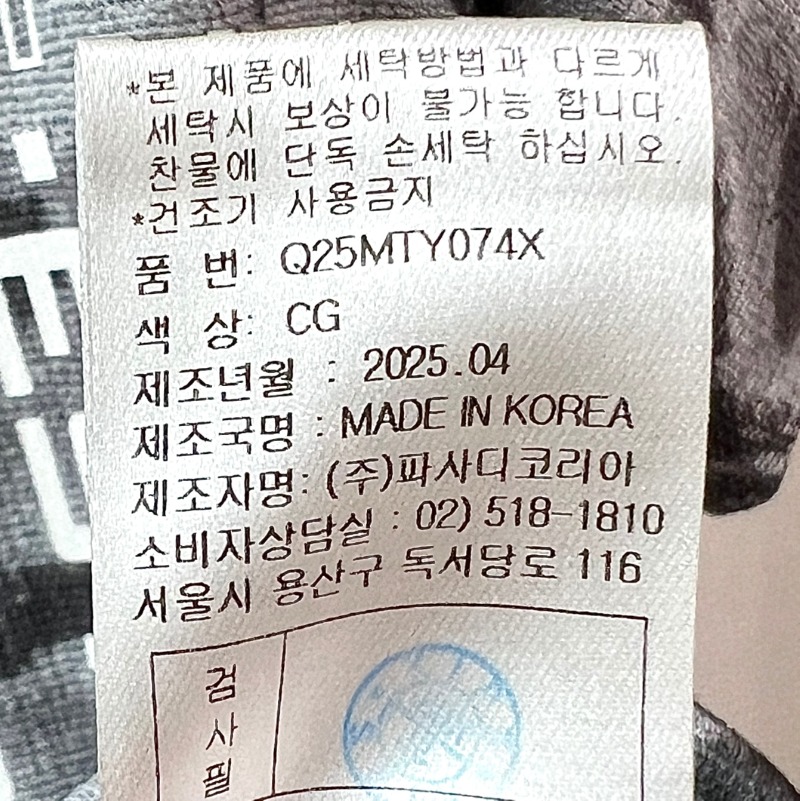 *본 제품에 세탁방법과 다르게
세탁시 보상이 불가능 합니다.
찬물에 단독 손세탁 하십시오.
*건조기 사용금지
품 번: Q25MTY074X
색 상: CG
제조년월 : 2025.04
제조국명 : MADE IN KOREA
제조자명: (주)파사디코리아
소비자상담실 : 02) 518-1810
서울시 용산구 독서당로 116
검
사
필